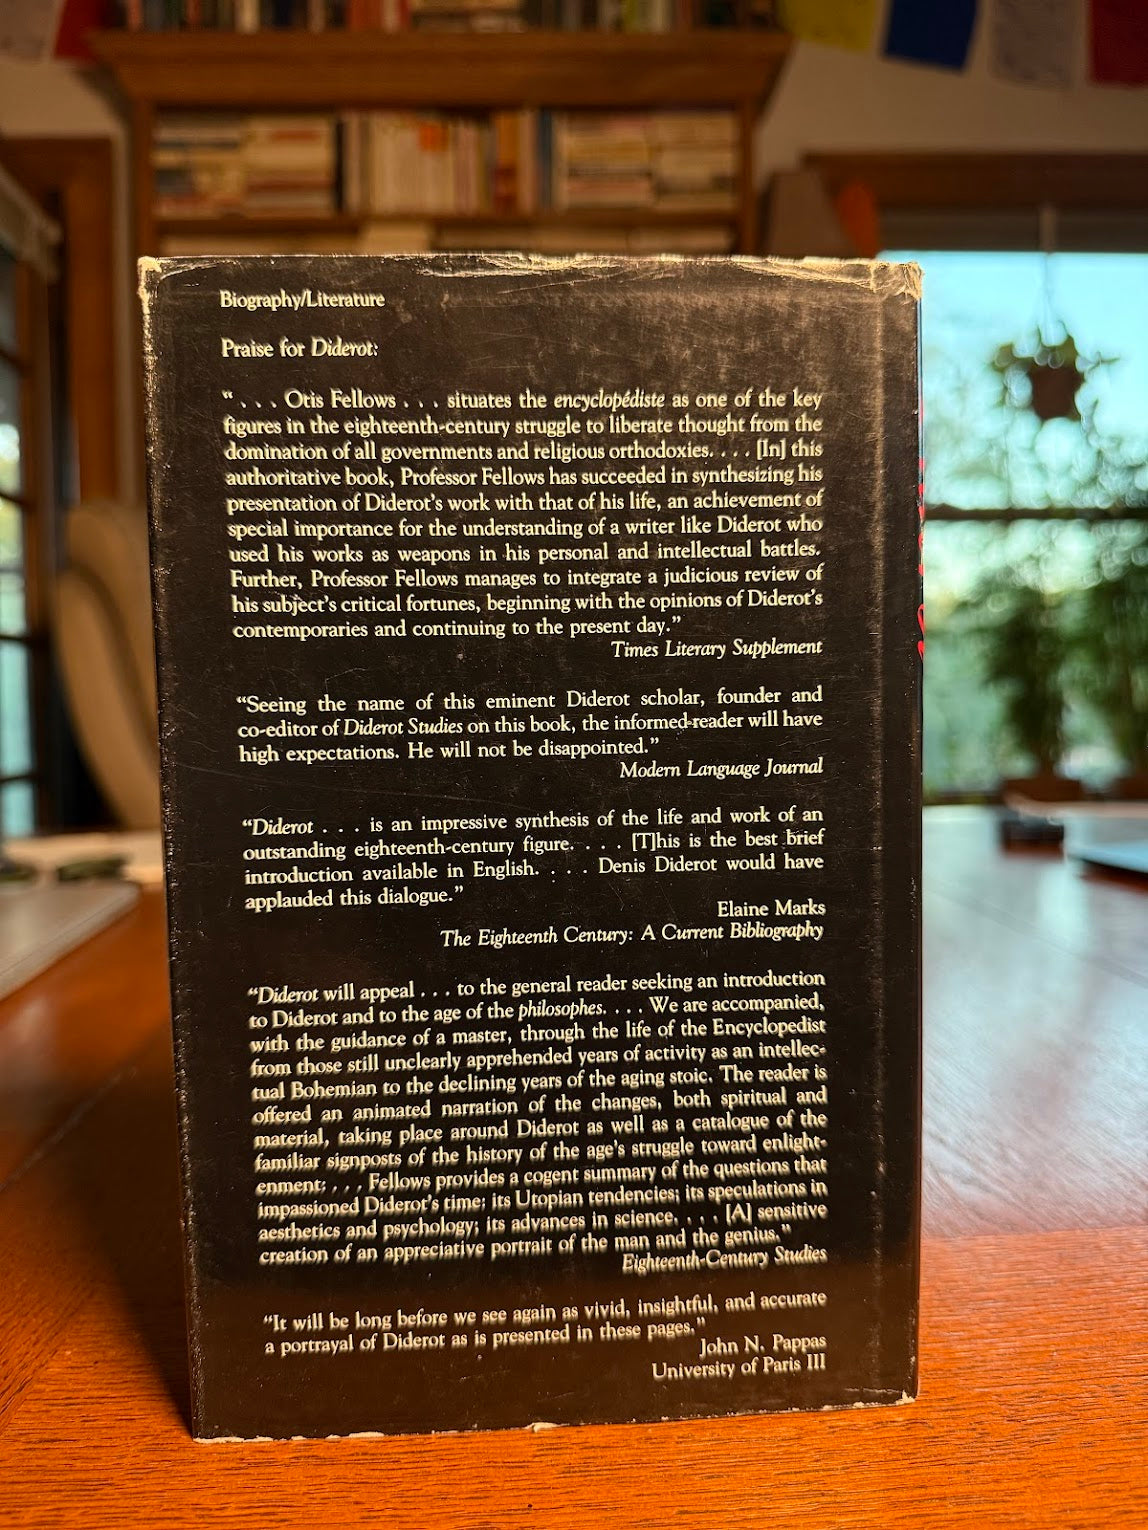 Biography/Literature
Praise for Diderot:
“ . . . Otis Fellows . . . situates the encyclopédiste as one of the key
figures in the eighteenth-century struggle to liberate thought from the
domination of all governments and religious orthodoxies. . . . [In] this
authoritative book, Professor Fellows has succeeded in synthesizing his
presentation of Diderot’s work with that of his life, an achievement of
special importance for the understanding of a writer like Diderot who
used his works as weapons in his personal and intellectual battles.
Further, Professor Fellows manages to integrate a judicious review of
his subject’s critical fortunes, beginning with the opinions of Diderot’s
contemporaries and continuing to the present day.”
Times Literary Supplement
“Seeing the name of this eminent Diderot scholar, founder and
co-editor of Diderot Studies on this book, the informed reader will have
high expectations. He will not be disappointed.”
Modern Language Journal
“Diderot . . . is an impressive synthesis of the life and work of an
outstanding eighteenth-century figure. . . . [T]his is the best brief
introduction available in English. . . . Denis Diderot would have
applauded this dialogue.”
Elaine Marks
The Eighteenth Century: A Current Bibliography
“Diderot will appeal . . . to the general reader seeking an introduction
to Diderot and to the age of the philosophes. . . . We are accompanied,
with the guidance of a master, through the life of the Encyclopedist
from those still unclearly apprehended years of activity as an intellec-
tual Bohemian to the declining years of the aging stoic. The reader is
offered an animated narration of the changes, both spiritual and
material, taking place around Diderot as well as a catalogue of the
familiar signposts of the history of the age’s struggle toward enlight-
enment: . . . Fellows provides a cogent summary of the questions that
impassioned Diderot’s time; its Utopian tendencies; its speculations in
aesthetics and psychology; its advances in science. . . . [A] sensitive
creation of an appreciative portrait of the man and the genius.”
Eighteenth-Century Studies
“It will be long before we see again as vivid, insightful, and accurate
a portrayal of Diderot as is presented in these pages.”
John N. Pappas
University of Paris III